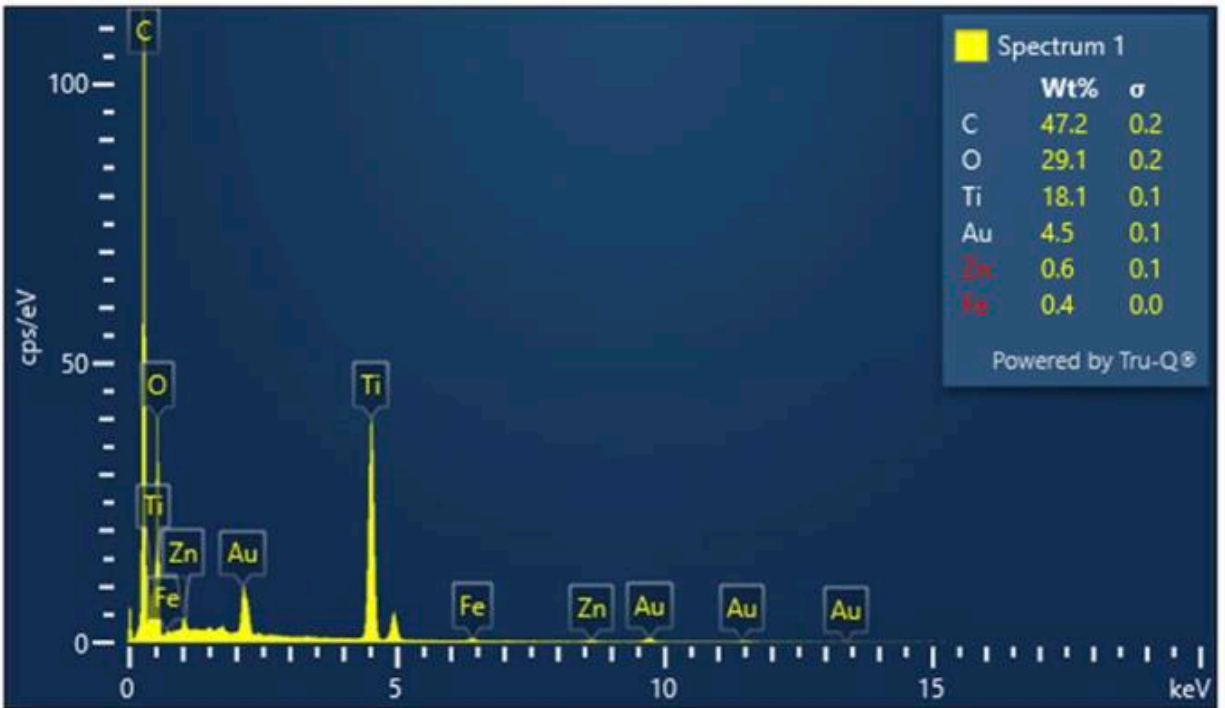 C
100
50
0
cps/eV
O
Ti
Ti
Zn
Au
Fe
Fe
Zn
Au
Au
Au
0
5
10
15
keV
Spectrum 1
Wt% σ
C 47.2 0.2
O 29.1 0.2
Ti 18.1 0.1
Au 4.5 0.1
Zn 0.6 0.1
Fe 0.4 0.0
Powered by Tru-Q®